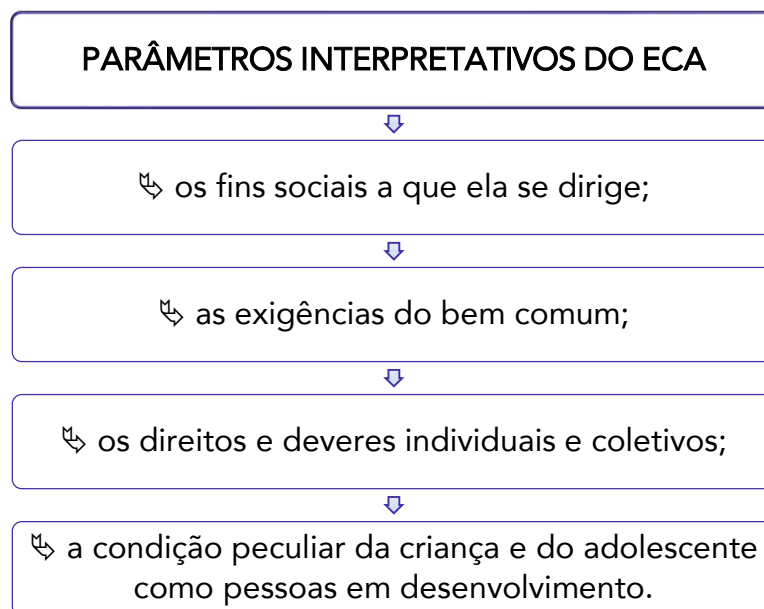 PARÂMETROS INTERPRETATIVOS DO ECA
↳ os fins sociais a que ela se dirige;
↳ as exigências do bem comum;
↳ os direitos e deveres individuais e coletivos;
↳ a condição peculiar da criança e do adolescente
como pessoas em desenvolvimento.